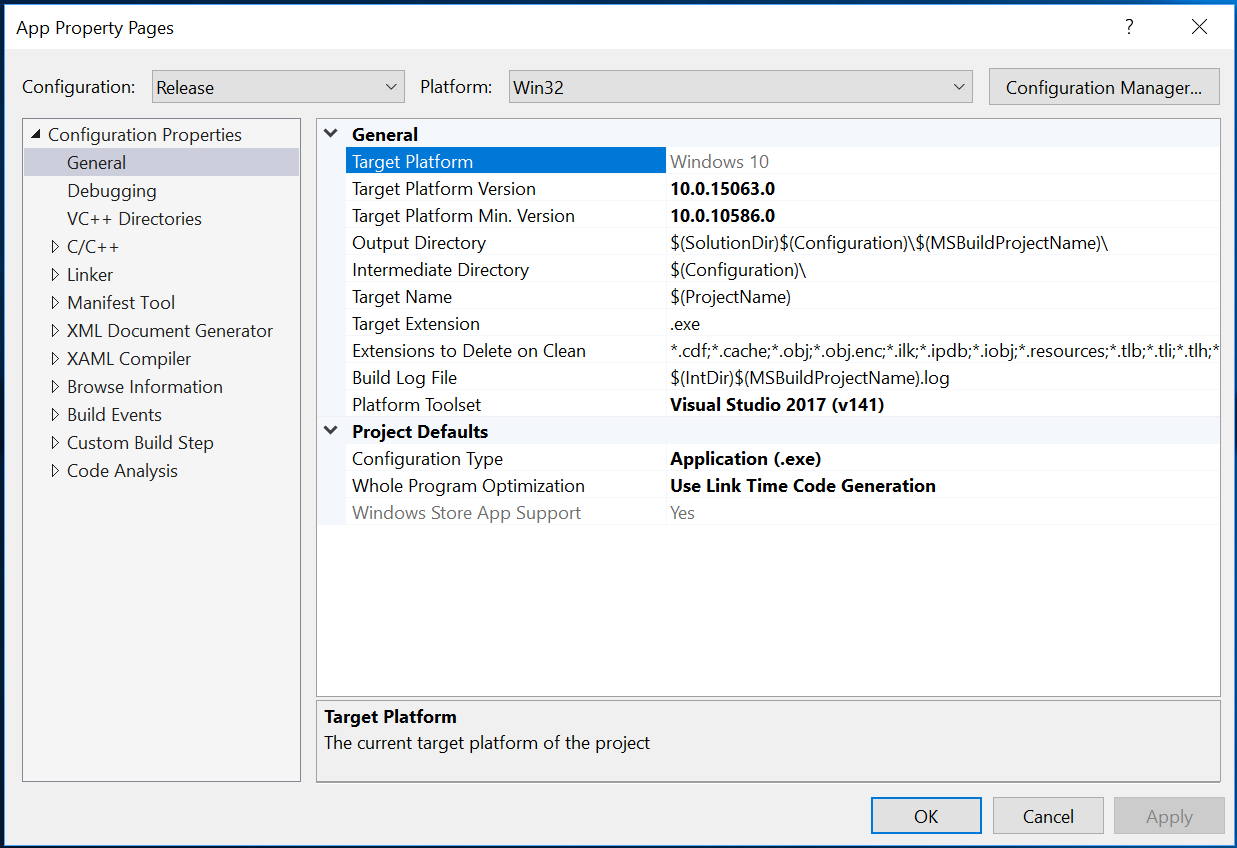 App Property Pages
?
Configuration: Release Platform: Win32 Configuration Manager...
Configuration Properties
General
Debugging
VC++ Directories
C/C++
Linker
Manifest Tool
XML Document Generator
XAML Compiler
Browse Information
Build Events
Custom Build Step
Code Analysis
General
Target Platform Windows 10
Target Platform Version 10.0.15063.0
Target Platform Min. Version 10.0.10586.0
Output Directory $(SolutionDir)$(Configuration)\$(MSBuildProjectName)\
Intermediate Directory $(Configuration)\
Target Name $(ProjectName)
Target Extension .exe
Extensions to Delete on Clean *.cdf;*.cache;*.obj;*.obj.enc;*.ilk;*.ipdb;*.iobj;*.resources;*.tlb;*.tli;*.tlh;*
Build Log File $(IntDir)$(MSBuildProjectName).log
Platform Toolset Visual Studio 2017 (v141)
Project Defaults
Configuration Type Application (.exe)
Whole Program Optimization Use Link Time Code Generation
Windows Store App Support Yes
Target Platform
The current target platform of the project
OK Cancel Apply